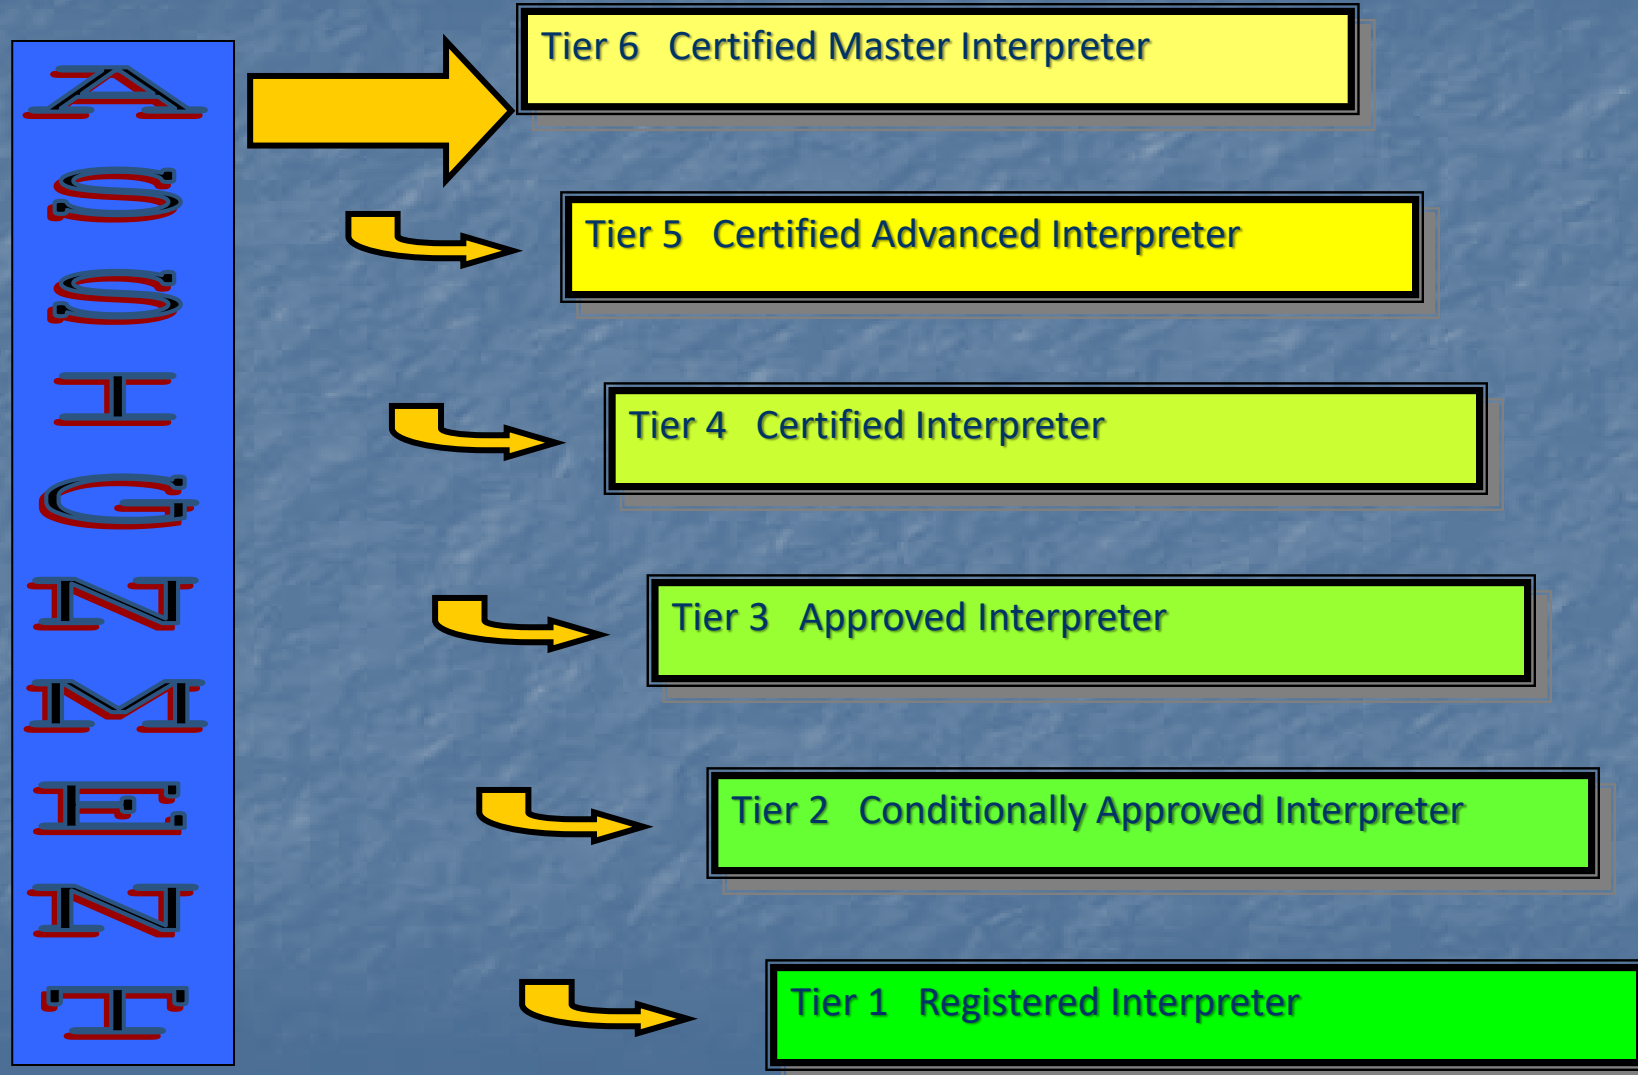 ASSIGNMENT
Tier 6 Certified Master Interpreter
Tier 5 Certified Advanced Interpreter
Tier 4 Certified Interpreter
Tier 3 Approved Interpreter
Tier 2 Conditionally Approved Interpreter
Tier 1 Registered Interpreter